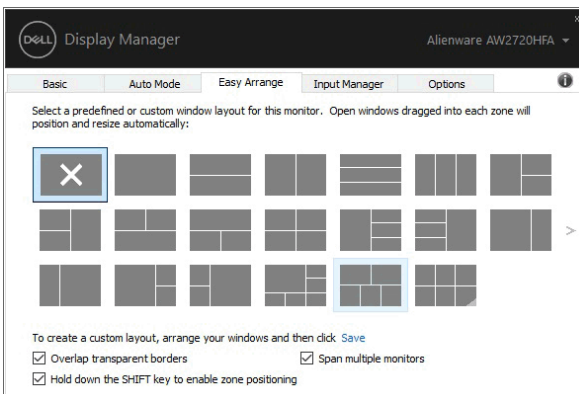 DELL Display Manager Alienware AW2720HFA
Basic Auto Mode Easy Arrange Input Manager Options
Select a predefined or custom window layout for this monitor. Open windows dragged into each zone will
position and resize automatically:
To create a custom layout, arrange your windows and then click Save
Overlap transparent borders Span multiple monitors
Hold down the SHIFT key to enable zone positioning